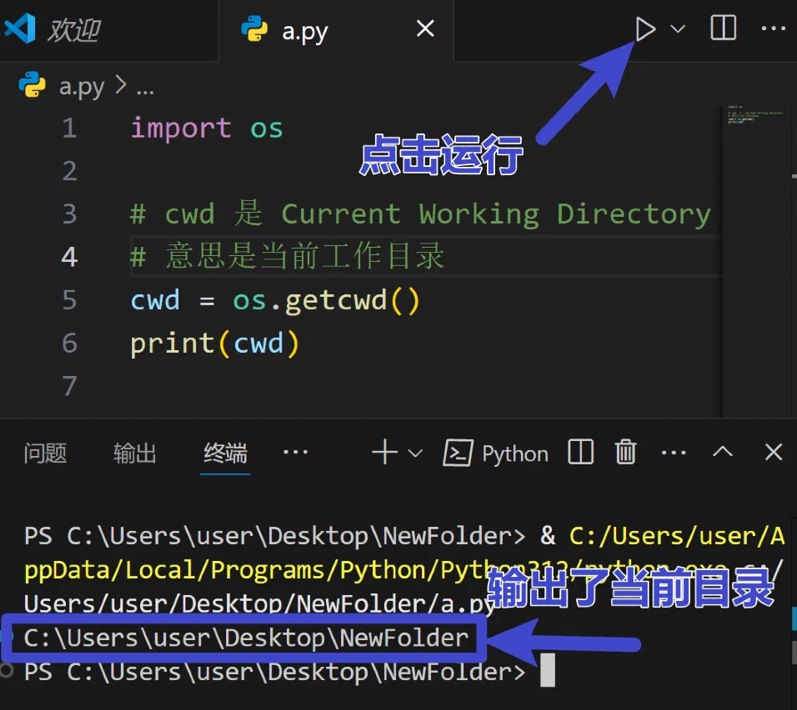 欢迎
a.py
a.py > ...
点击运行
1 import os
2
3 # cwd 是 Current Working Directory
4 # 意思是当前工作目录
5 cwd = os.getcwd()
6 print(cwd)
7
问题 输出 终端 ... Python
PS C:\Users\user\Desktop\NewFolder> & C:/Users/user/A
ppData/Local/Programs/Python/Python312/python.exe c:/
Users/user/Desktop/NewFolder/a.py
输出了当前目录
C:\Users\user\Desktop\NewFolder
PS C:\Users\user\Desktop\NewFolder>